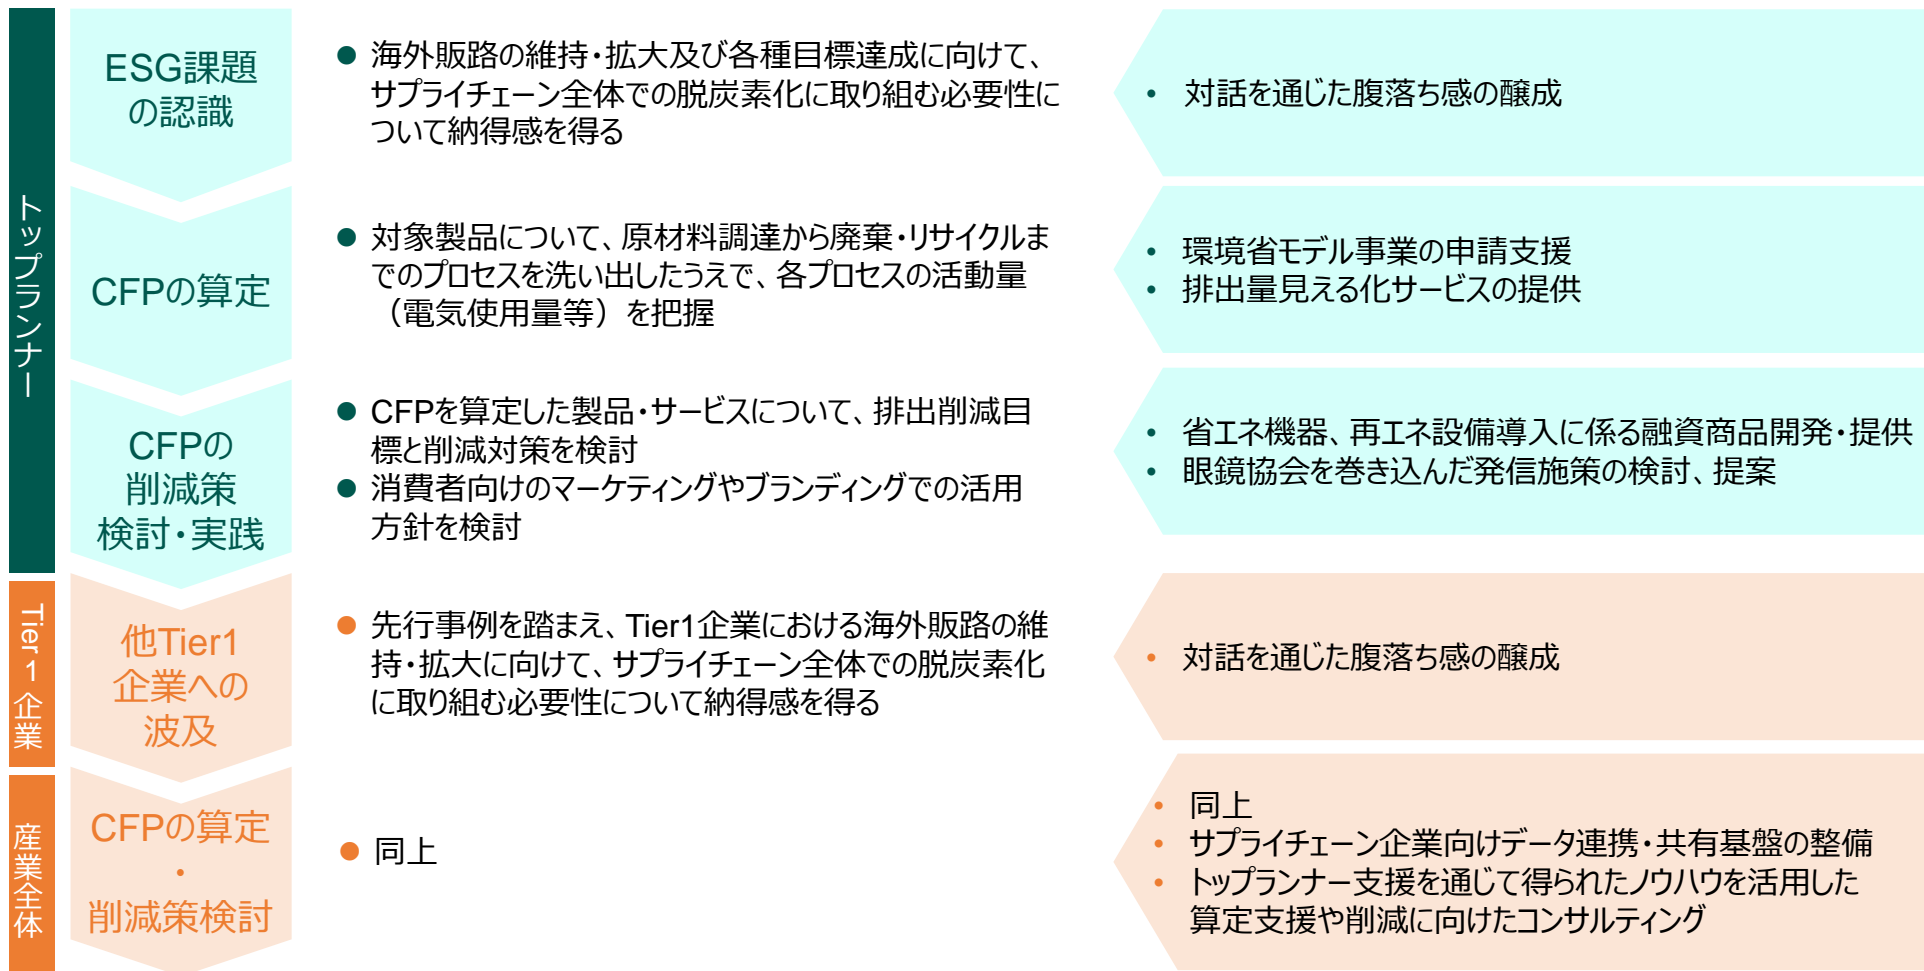 トップランナー
ESG課題
の認識
● 海外販路の維持・拡大及び各種目標達成に向けて、
サプライチェーン全体での脱炭素化に取り組む必要性に
ついて納得感を得る
• 対話を通じた腹落ち感の醸成
CFPの算定
● 対象製品について、原材料調達から廃棄・リサイクルま
でのプロセスを洗い出したうえで、各プロセスの活動量
（電気使用量等）を把握
• 環境省モデル事業の申請支援
• 排出量見える化サービスの提供
CFPの
削減策
検討・実践
● CFPを算定した製品・サービスについて、排出削減目
標と削減対策を検討
● 消費者向けのマーケティングやブランディングでの活用
方針を検討
• 省エネ機器、再エネ設備導入に係る融資商品開発・提供
• 眼鏡協会を巻き込んだ発信施策の検討、提案
Tier1企業
他Tier1
企業への
波及
● 先行事例を踏まえ、Tier1企業における海外販路の維
持・拡大に向けて、サプライチェーン全体での脱炭素化
に取り組む必要性について納得感を得る
• 対話を通じた腹落ち感の醸成
産業全体
CFPの算定
・
削減策検討
● 同上
• 同上
• サプライチェーン企業向けデータ連携・共有基盤の整備
• トップランナー支援を通じて得られたノウハウを活用した
算定支援や削減に向けたコンサルティング